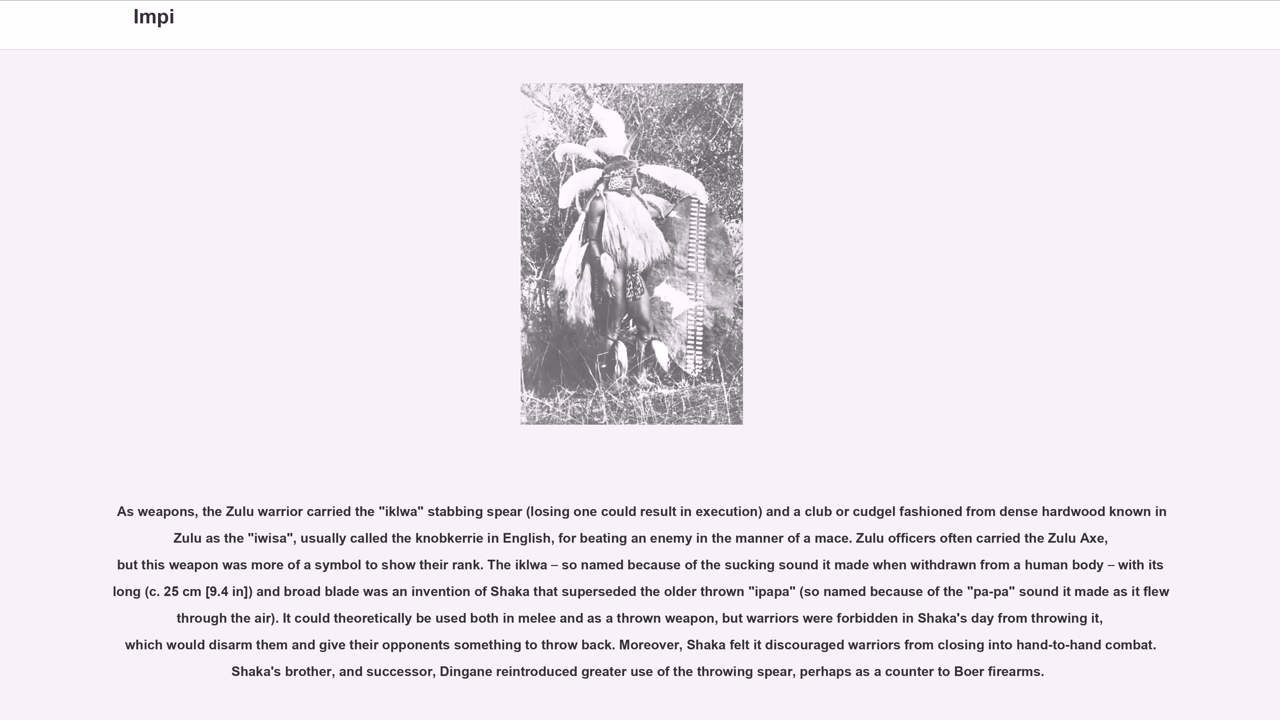 Impi
As weapons, the Zulu warrior carried the "iklwa" stabbing spear (losing one could result in execution) and a club or cudgel fashioned from dense hardwood known in
Zulu as the "iwisa", usually called the knobkerrie in English, for beating an enemy in the manner of a mace. Zulu officers often carried the Zulu Axe,
but this weapon was more of a symbol to show their rank. The iklwa – so named because of the sucking sound it made when withdrawn from a human body – with its
long (c. 25 cm [9.4 in]) and broad blade was an invention of Shaka that superseded the older thrown "ipapa" (so named because of the "pa-pa" sound it made as it flew
through the air). It could theoretically be used both in melee and as a thrown weapon, but warriors were forbidden in Shaka's day from throwing it,
which would disarm them and give their opponents something to throw back. Moreover, Shaka felt it discouraged warriors from closing into hand-to-hand combat.
Shaka's brother, and successor, Dingane reintroduced greater use of the throwing spear, perhaps as a counter to Boer firearms.